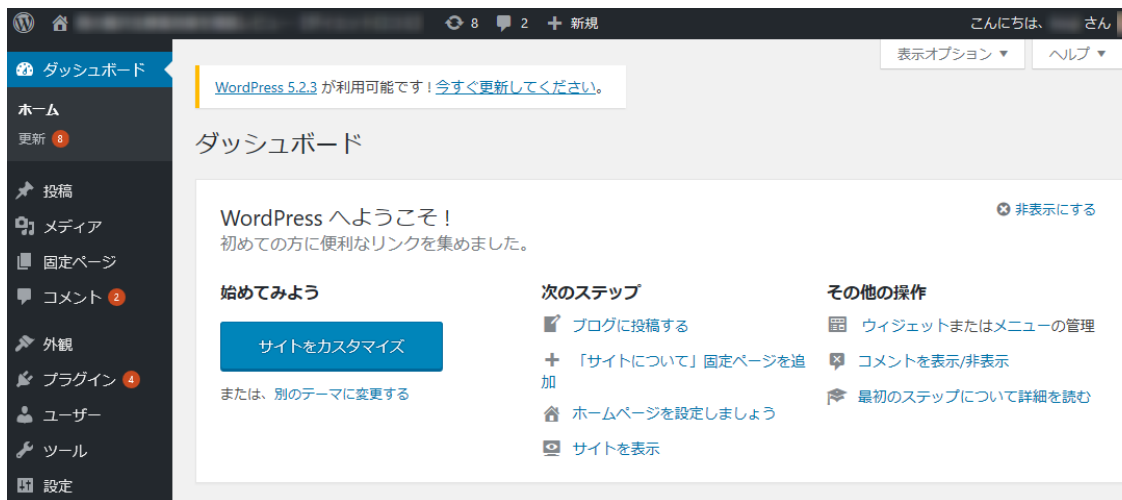 8 2 新規 こんにちは、 さん
ダッシュボード
ホーム
更新 8
投稿
メディア
固定ページ
コメント 2
外観
プラグイン 4
ユーザー
ツール
設定
表示オプション ▼ ヘルプ ▼
WordPress 5.2.3 が利用可能です ! 今すぐ更新してください。
ダッシュボード
WordPress へようこそ !
非表示にする
初めての方に便利なリンクを集めました。
始めてみよう
サイトをカスタマイズ
または、別のテーマに変更する
次のステップ
ブログに投稿する
「サイトについて」固定ページを追
加
ホームページを設定しましょう
サイトを表示
その他の操作
ウィジェットまたはメニューの管理
コメントを表示/非表示
最初のステップについて詳細を読む